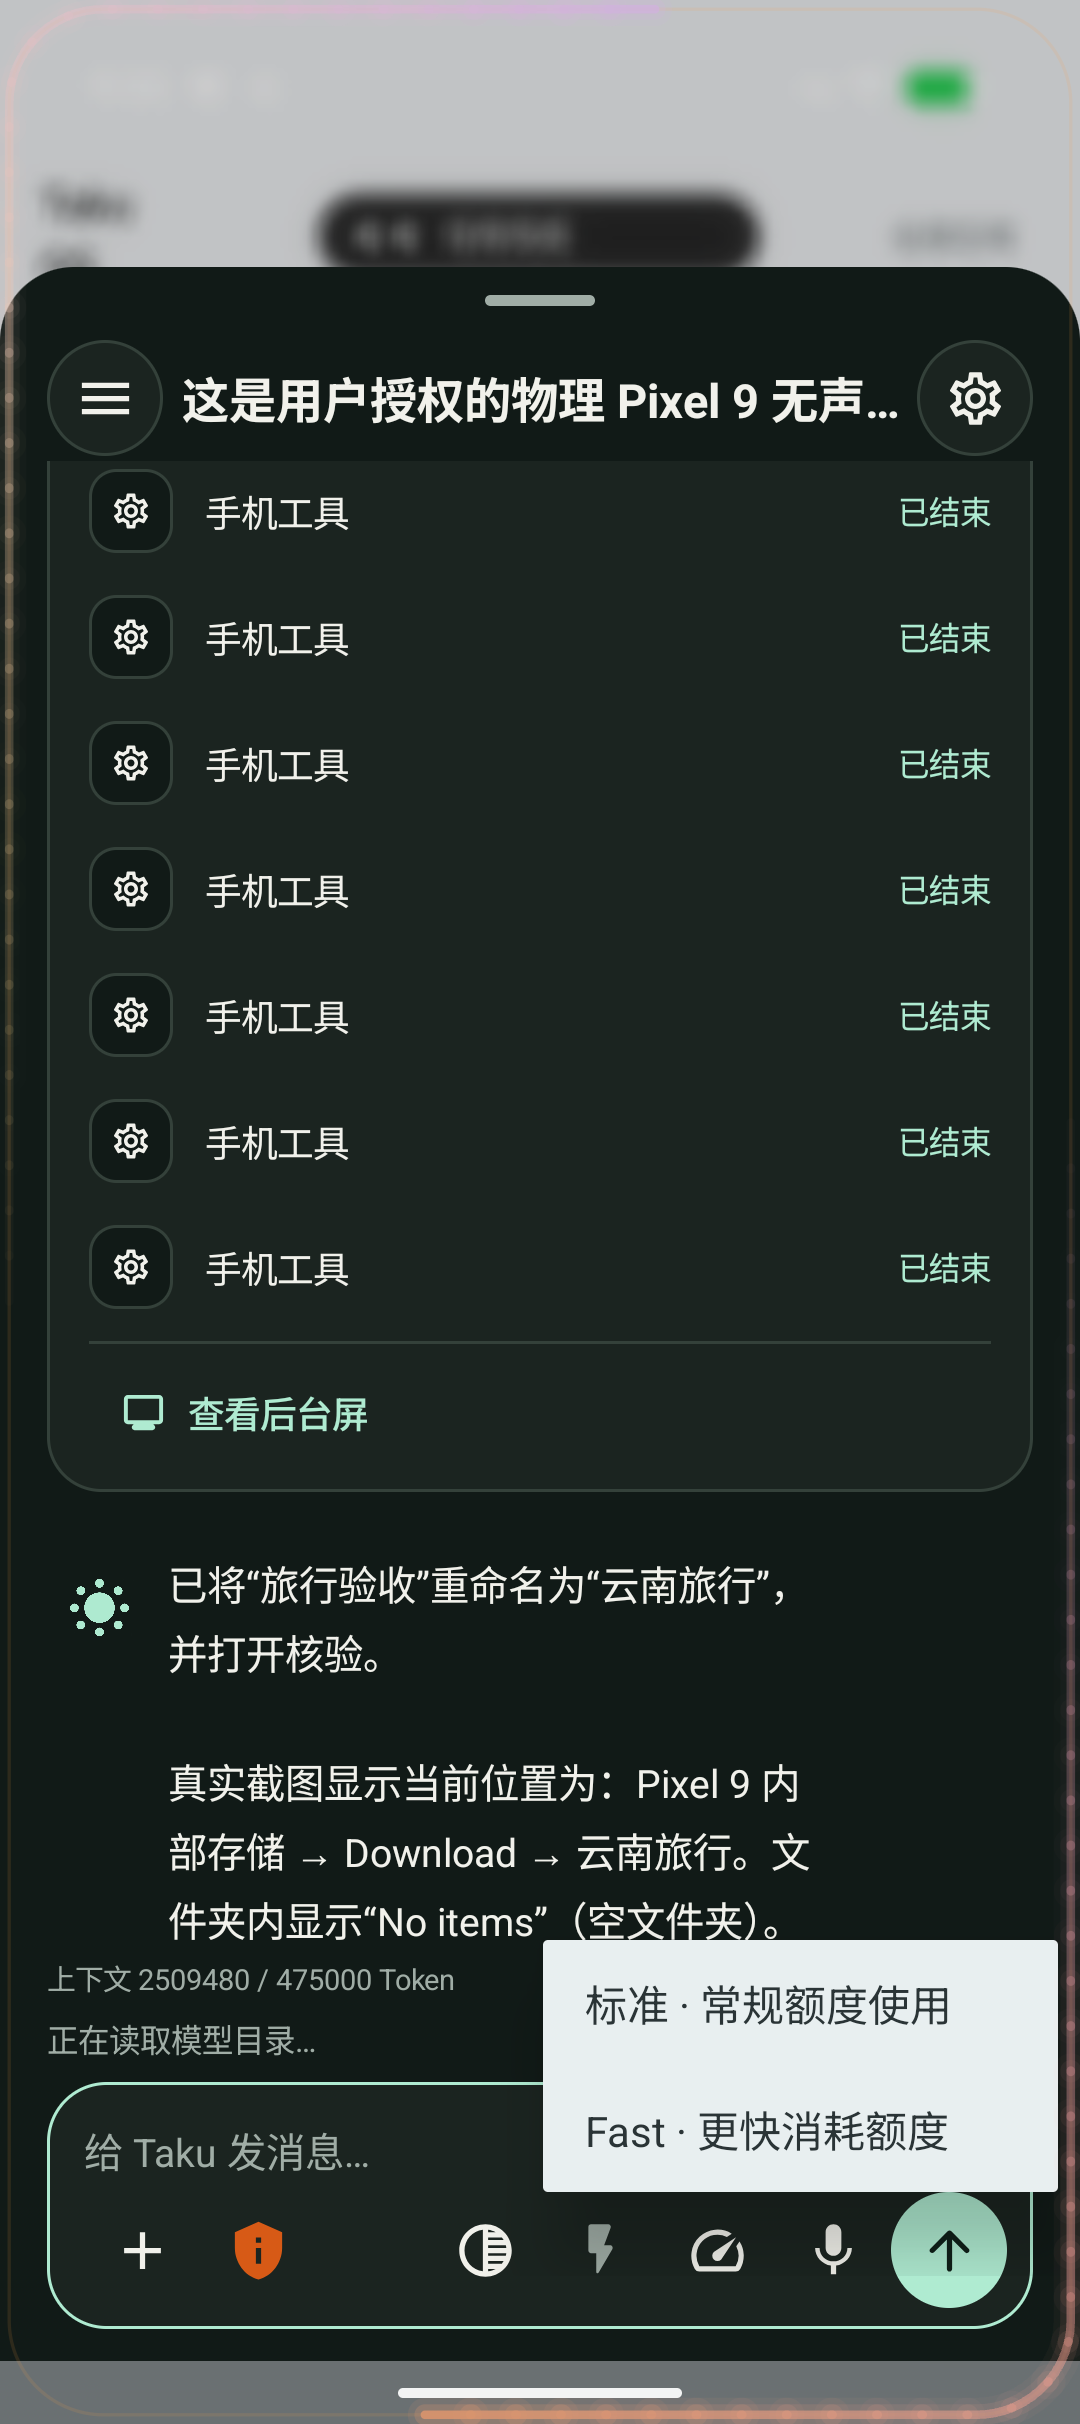 这是用户授权的物理 Pixel 9 无声…
手机工具 已结束
手机工具 已结束
手机工具 已结束
手机工具 已结束
手机工具 已结束
手机工具 已结束
手机工具 已结束
查看后台屏
已将“旅行验收”重命名为“云南旅行”，
并打开核验。
真实截图显示当前位置为：Pixel 9 内
部存储 → Download → 云南旅行。文
件夹内显示“No items”（空文件夹）。
上下文 2509480 / 475000 Token
正在读取模型目录…
标准 · 常规额度使用
Fast · 更快消耗额度
给 Taku 发消息…